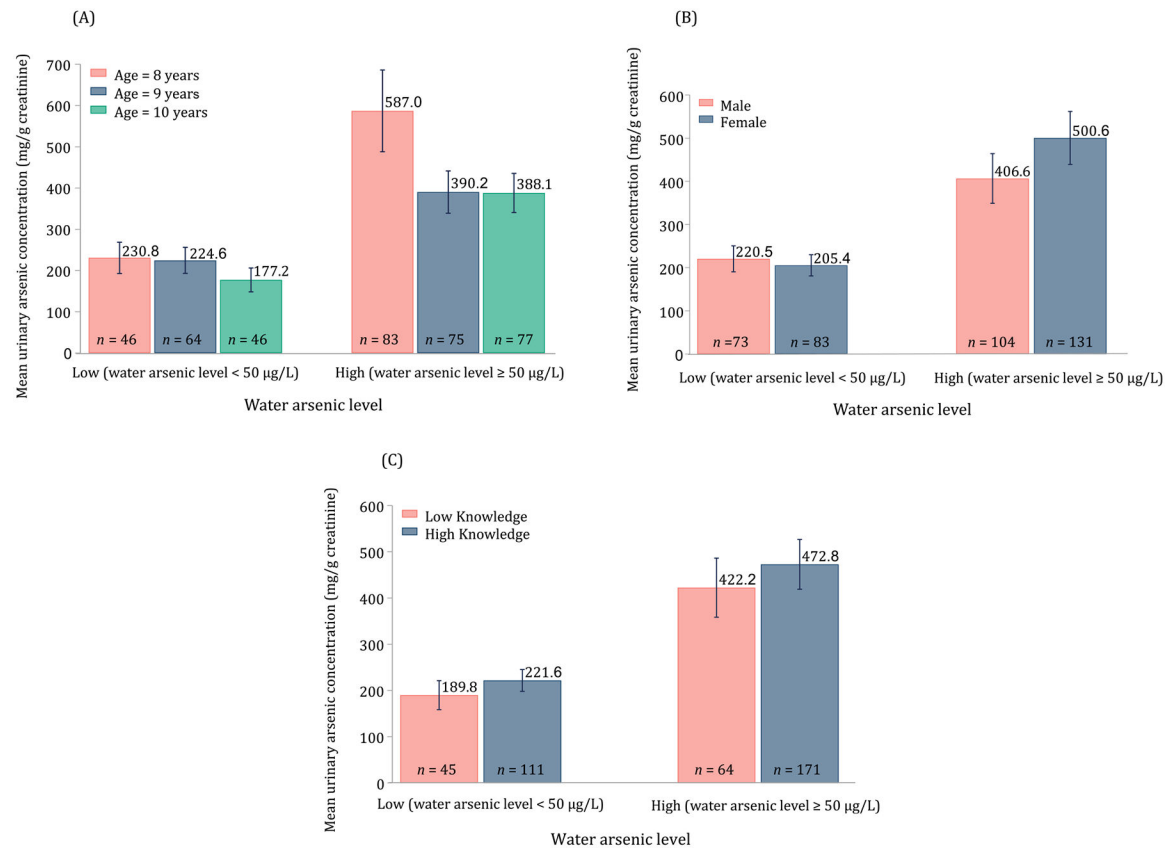 (A)
Mean urinary arsenic concentration (mg/g creatinine)
700
600
500
400
300
200
100
0
Age = 8 years
Age = 9 years
Age = 10 years
230.8
224.6
177.2
587.0
390.2
388.1
n = 46
n = 64
n = 46
n = 83
n = 75
n = 77
Low (water arsenic level < 50 µg/L)
High (water arsenic level ≥ 50 µg/L)
Water arsenic level
(B)
Mean urinary arsenic concentration (mg/g creatinine)
600
500
400
300
200
100
0
Male
Female
220.5
205.4
406.6
500.6
n =73
n = 83
n = 104
n = 131
Low (water arsenic level < 50 µg/L)
High (water arsenic level ≥ 50 µg/L)
Water arsenic level
(C)
Mean urinary arsenic concentration (mg/g creatinine)
600
500
400
300
200
100
0
Low Knowledge
High Knowledge
189.8
221.6
422.2
472.8
n = 45
n = 111
n = 64
n = 171
Low (water arsenic level < 50 µg/L)
High (water arsenic level ≥ 50 µg/L)
Water arsenic level